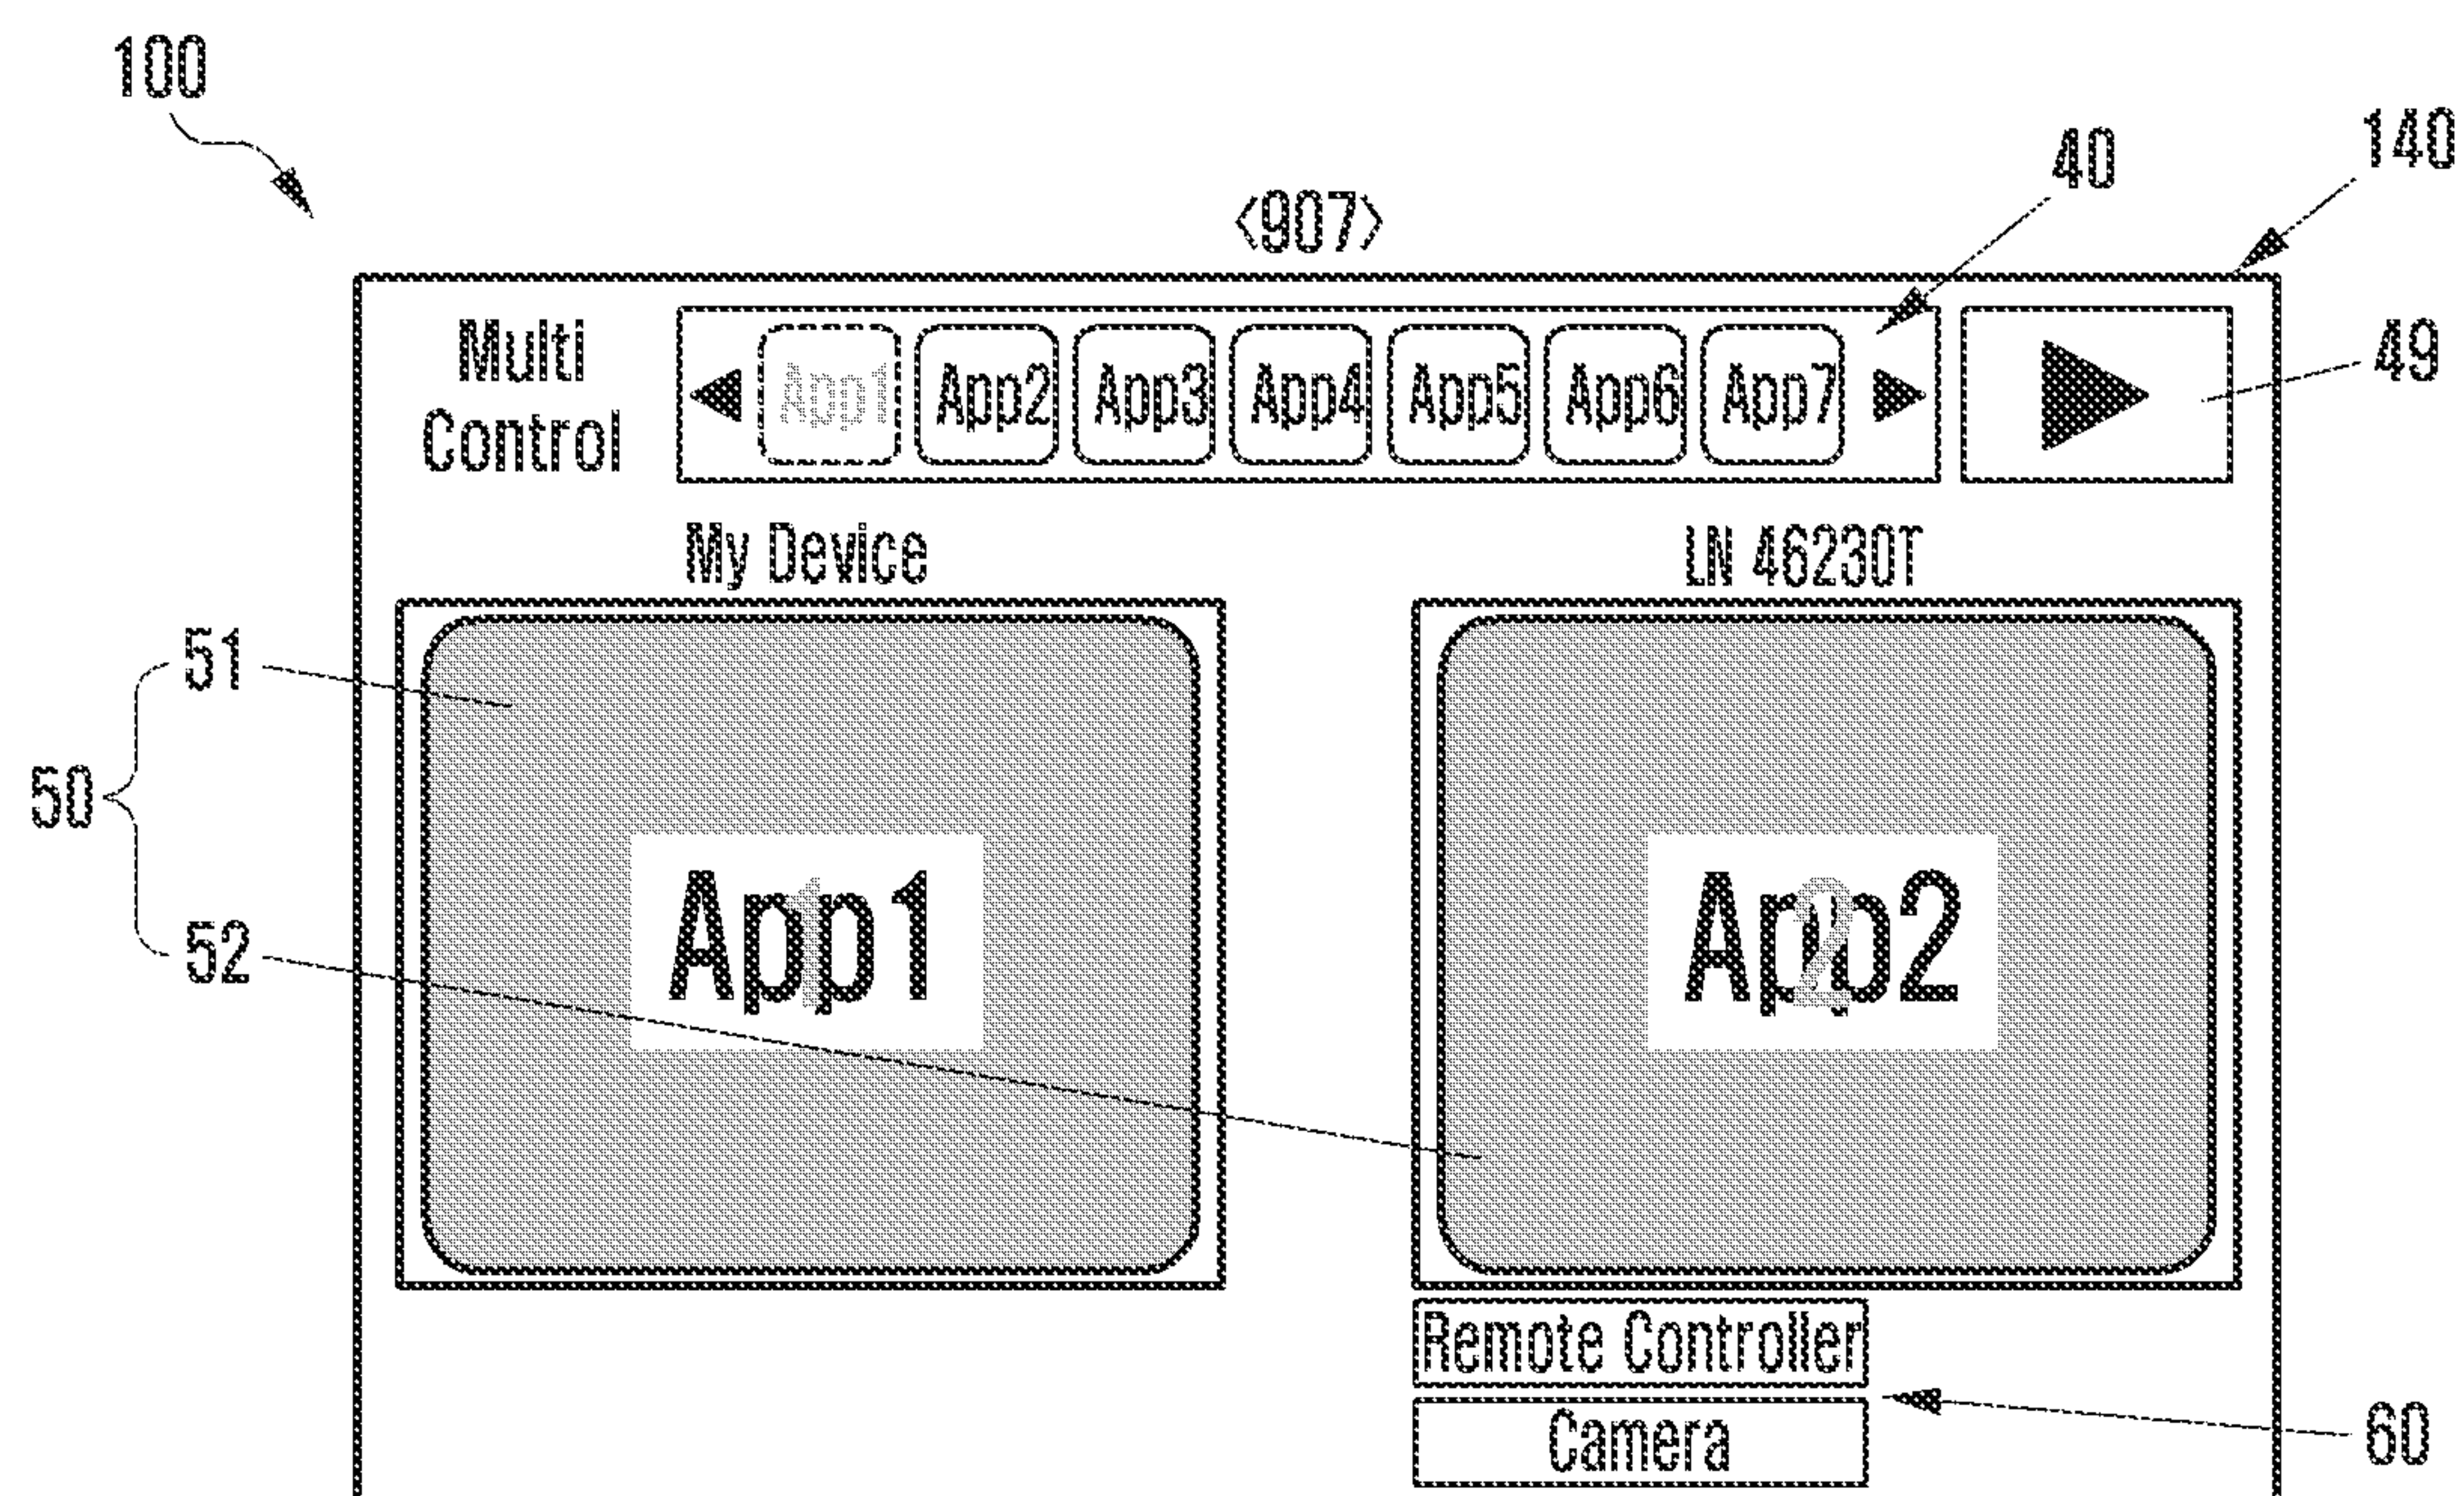 100
140
40
<907>
Multi
Control
App1 App2 App3 App4 App5 App6 App7
49
My Device
LN 46230T
51
50
52
App1
App2
Remote Controller
Camera
60